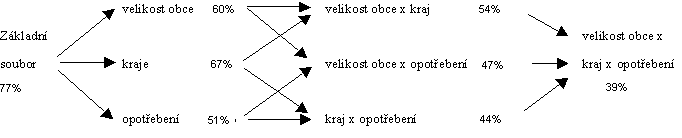 velikost obce 60% velikost obce x kraj 54%
Základní velikost obce x
soubor kraje 67% velikost obce x opotřebení 47% kraj x opotřebení
77% 39%
opotřebení 51% kraj x opotřebení 44%